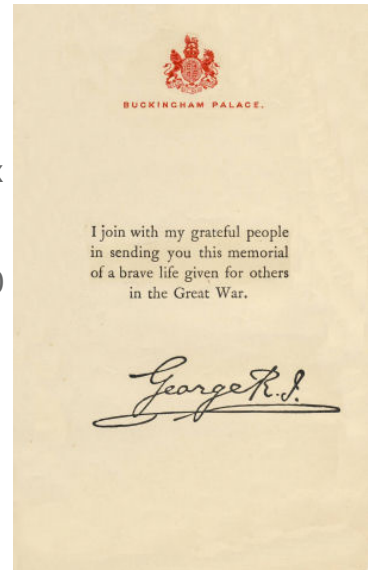 BUCKINGHAM PALACE.
I join with my grateful people
in sending you this memorial
of a brave life given for others
in the Great War.
George R.I.